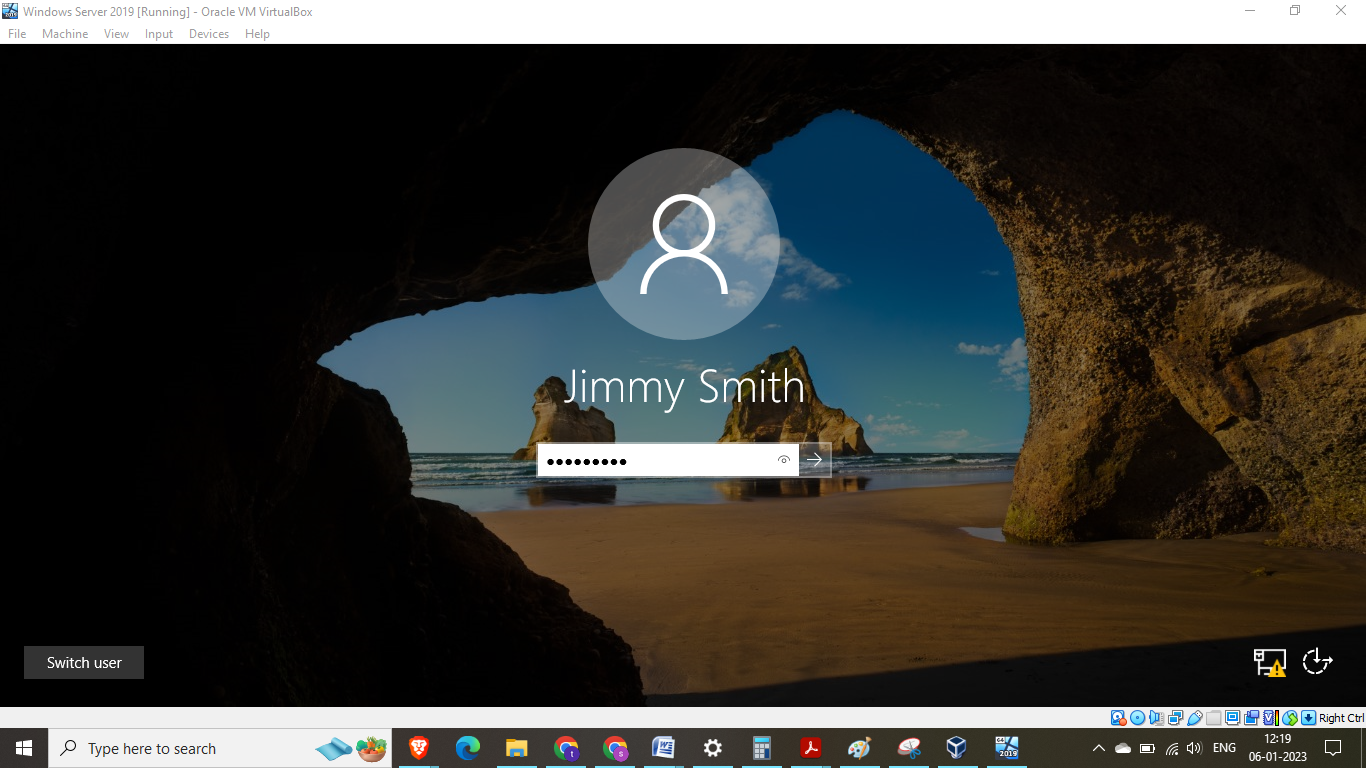 Windows Server 2019 [Running] - Oracle VM VirtualBox
File Machine View Input Devices Help
Jimmy Smith
Switch user
Right Ctrl
Type here to search
ENG
12:19
06-01-2023
2019